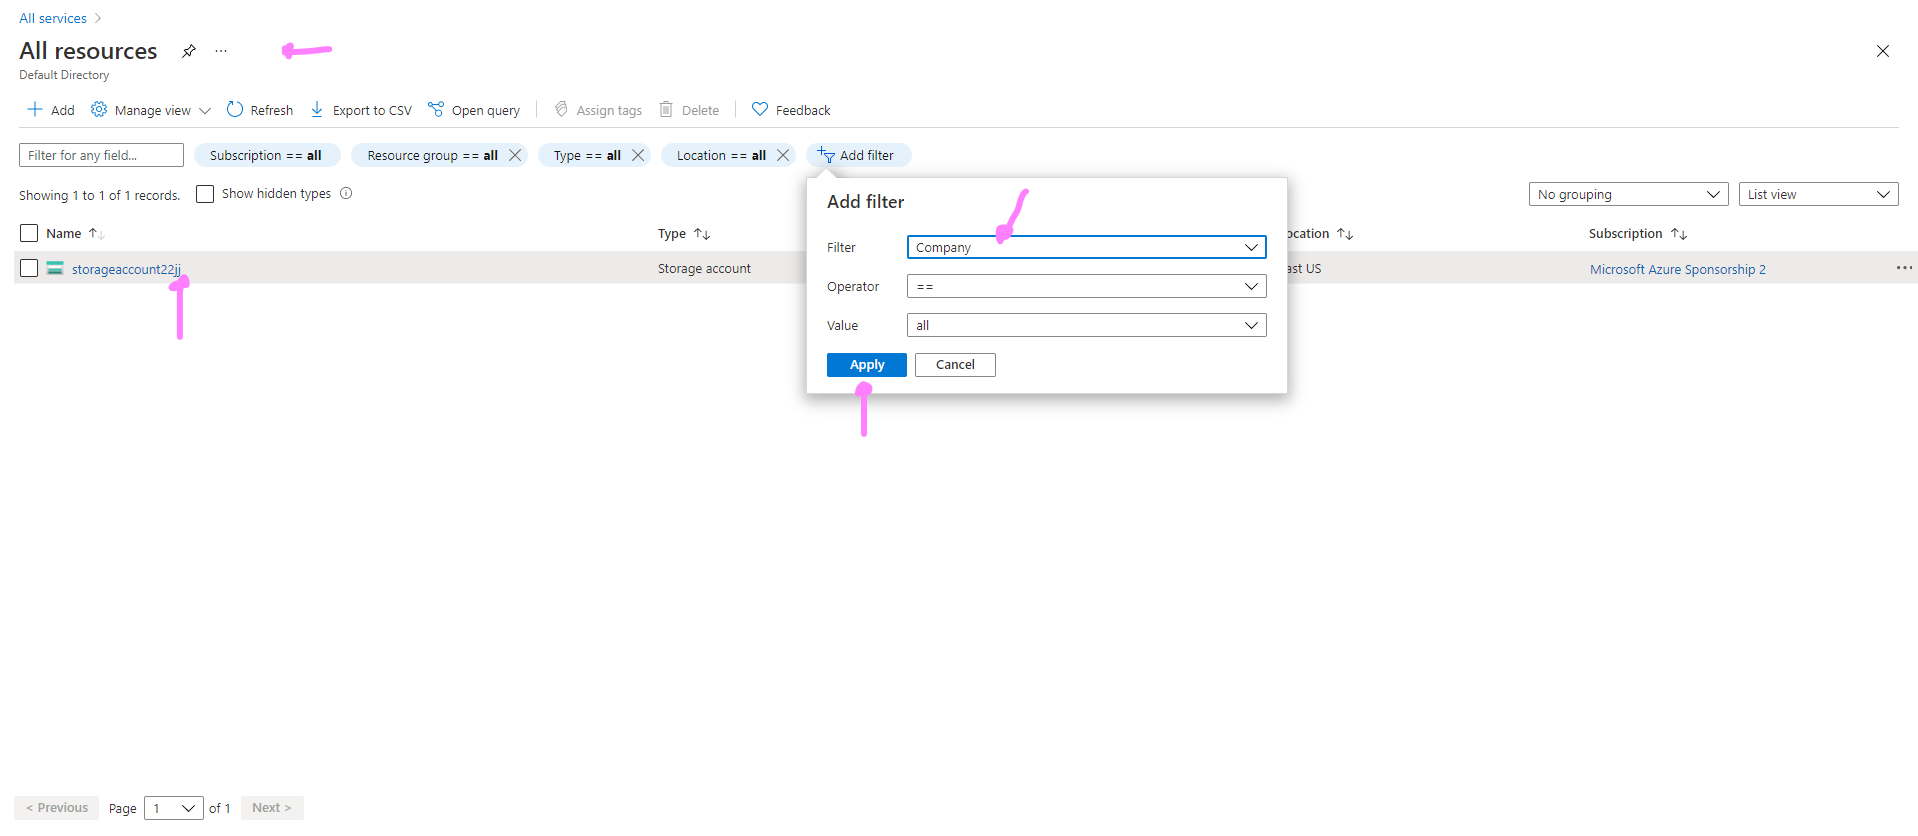 All services >
All resources ...
Default Directory
Add Manage view Refresh Export to CSV Open query Assign tags Delete Feedback
Filter for any field... Subscription == all Resource group == all Type == all Location == all Add filter
Showing 1 to 1 of 1 records. Show hidden types No grouping List view
Add filter
Name Type ocation Subscription
Filter Company
storageaccount22jj Storage account ast US Microsoft Azure Sponsorship 2 ...
Operator ==
Value all
Apply Cancel
< Previous Page 1 of 1 Next >